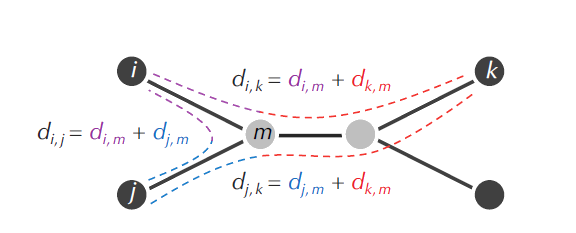 i
k
d_{i,k} = d_{i,m} + d_{k,m}
d_{i,j} = d_{i,m} + d_{j,m}
m
d_{j,k} = d_{j,m} + d_{k,m}
j